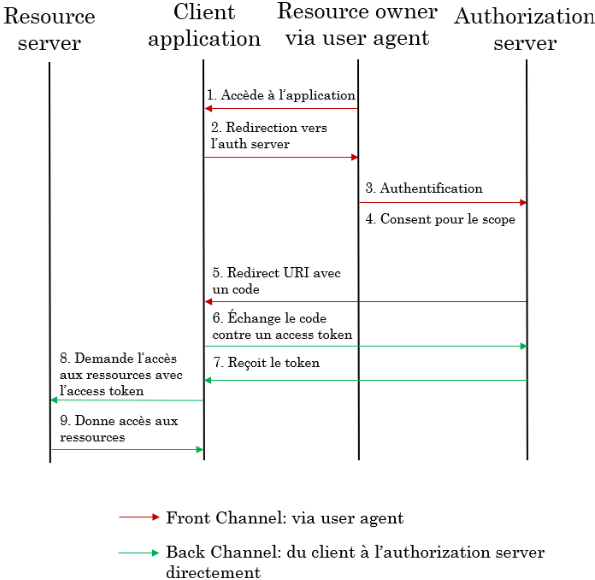 Resource
server
Client
application
Resource owner
via user agent
Authorization
server
1. Accède à l'application
2. Redirection vers
l'auth server
3. Authentification
4. Consent pour le scope
5. Redirect URI avec
un code
6. Échange le code
contre un access token
7. Reçoit le token
8. Demande l'accès
aux ressources avec
l'access token
9. Donne accès aux
ressources
Front Channel: via user agent
Back Channel: du client à l'authorization server
directement